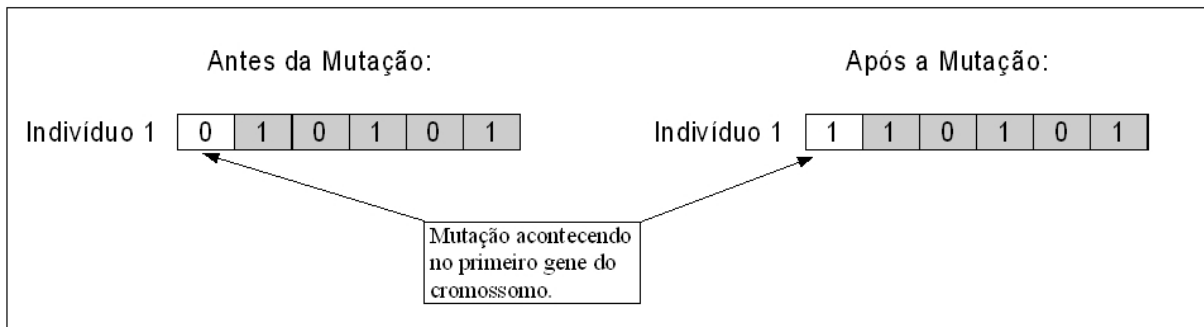 Antes da Mutação:
Após a Mutação:
Indivíduo 1 0 1 0 1 0 1
Indivíduo 1 1 1 0 1 0 1
Mutação acontecendo
no primeiro gene do
cromossomo.